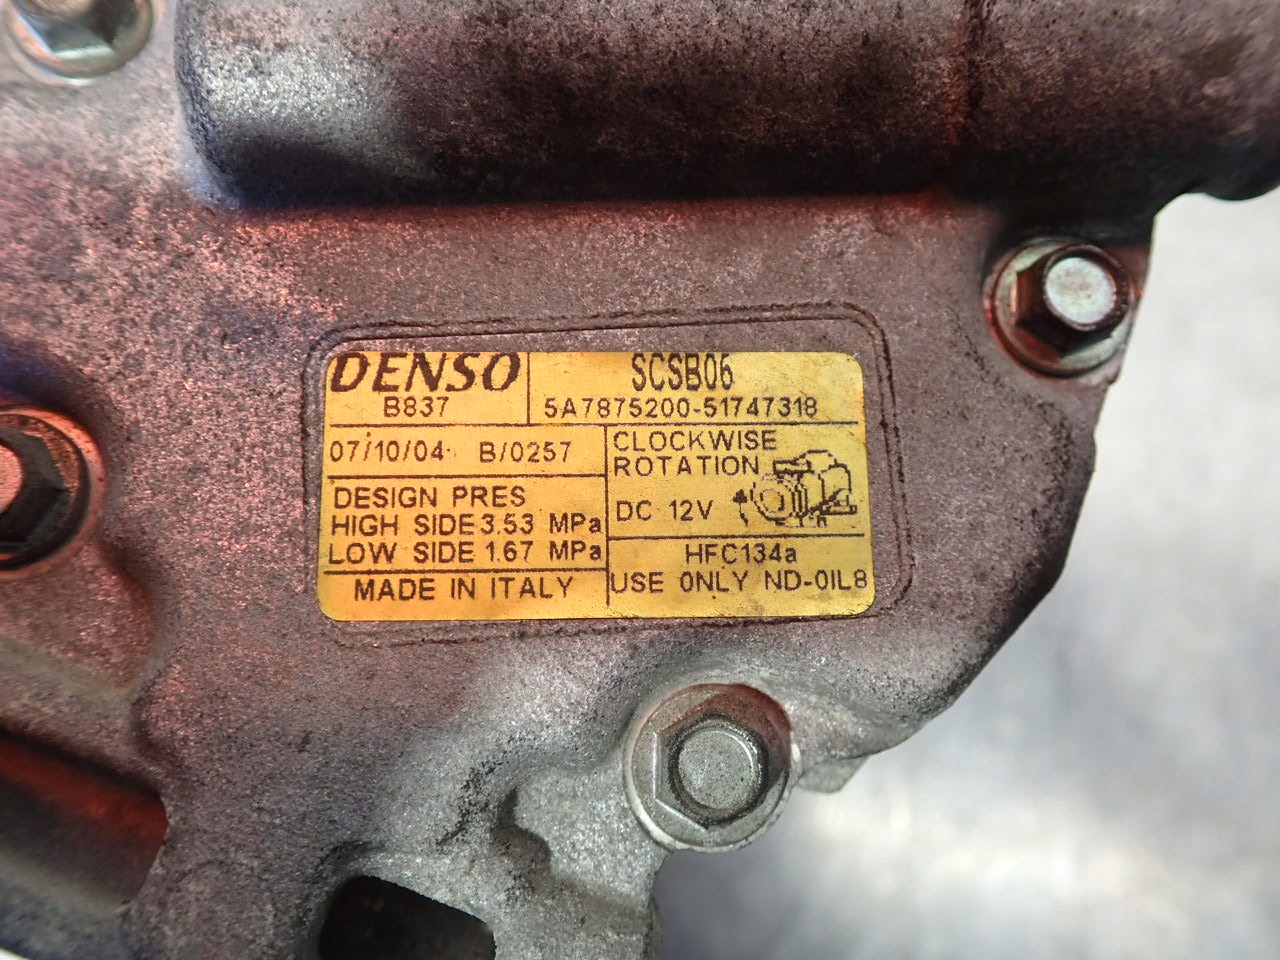 DENSO
B837
SCSB06
5A7875200-51747318
07/10/04 B/0257
CLOCKWISE
ROTATION
DC 12V
DESIGN PRES
HIGH SIDE 3.53 MPa
LOW SIDE 1.67 MPa
HFC134a
USE ONLY ND-OIL8
MADE IN ITALY